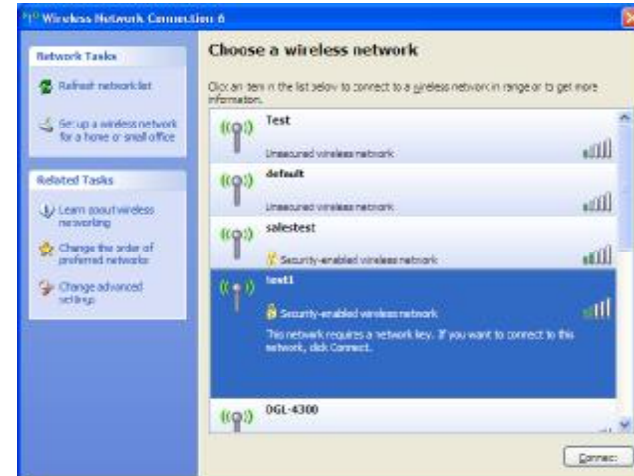 Wireless Network Connection 6
Network Tasks
Refresh network list
Set up a wireless network
for a home or small office
Related Tasks
Learn about wireless
networking
Change the order of
preferred networks
Change advanced
settings
Choose a wireless network
Click an item in the list below to connect to a wireless network in range or to get more
information.
Test
Unsecured wireless network
default
Unsecured wireless network
salestest
Security-enabled wireless network
test1
Security-enabled wireless network
This network requires a network key. If you want to connect to this
network, click Connect.
DGL-4300
Connect